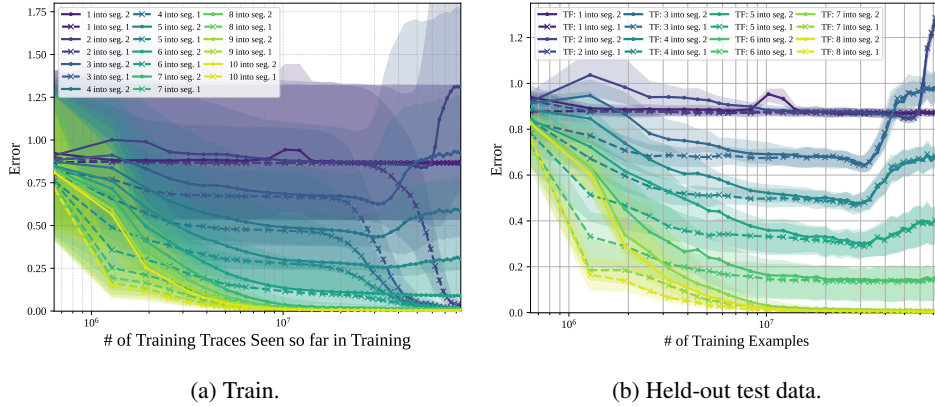 1.75
1.50
1.25
1.00
0.75
0.50
0.25
0.00
Error
1 into seg. 2
1 into seg. 1
2 into seg. 2
2 into seg. 1
3 into seg. 2
3 into seg. 1
4 into seg. 2
4 into seg. 1
5 into seg. 2
5 into seg. 1
6 into seg. 2
6 into seg. 1
7 into seg. 2
7 into seg. 1
8 into seg. 2
8 into seg. 1
9 into seg. 2
9 into seg. 1
10 into seg. 2
10 into seg. 1
10⁶
10⁷
# of Training Traces Seen so far in Training
(a) Train.
1.2
1.0
0.8
0.6
0.4
0.2
0.0
Error
TF: 1 into seg. 2
TF: 1 into seg. 1
TF: 2 into seg. 2
TF: 2 into seg. 1
TF: 3 into seg. 2
TF: 3 into seg. 1
TF: 4 into seg. 2
TF: 4 into seg. 1
TF: 5 into seg. 2
TF: 5 into seg. 1
TF: 6 into seg. 2
TF: 6 into seg. 1
TF: 7 into seg. 2
TF: 7 into seg. 1
TF: 8 into seg. 2
TF: 8 into seg. 1
10⁶
10⁷
# of Training Examples
(b) Held-out test data.